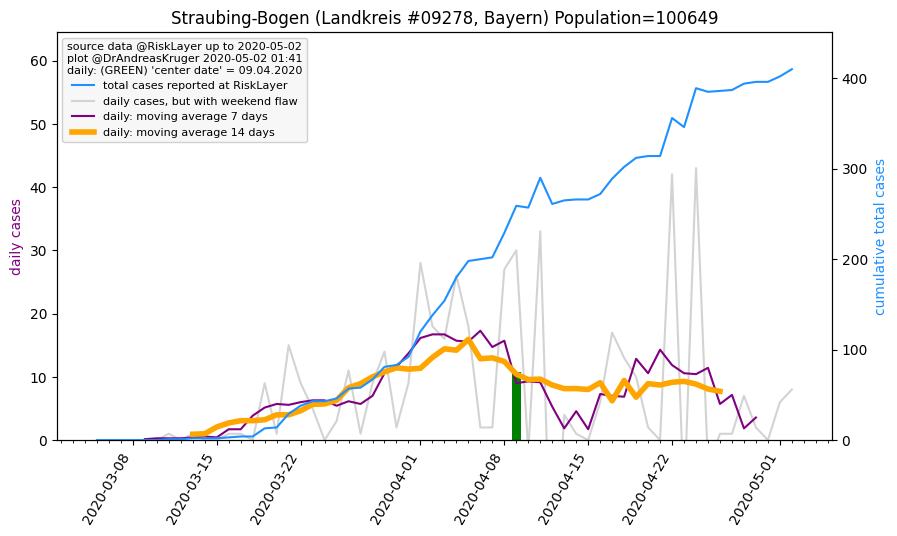 Straubing-Bogen (Landkreis #09278, Bayern) Population=100649
source data @RiskLayer up to 2020-05-02
plot @DrAndreasKruger 2020-05-02 01:41
daily: (GREEN) 'center date' = 09.04.2020
total cases reported at RiskLayer
daily cases, but with weekend flaw
daily: moving average 7 days
daily: moving average 14 days
daily cases
60
50
40
30
20
10
0
cumulative total cases
400
300
200
100
0
2020-03-08
2020-03-15
2020-03-22
2020-04-01
2020-04-08
2020-04-15
2020-04-22
2020-05-01